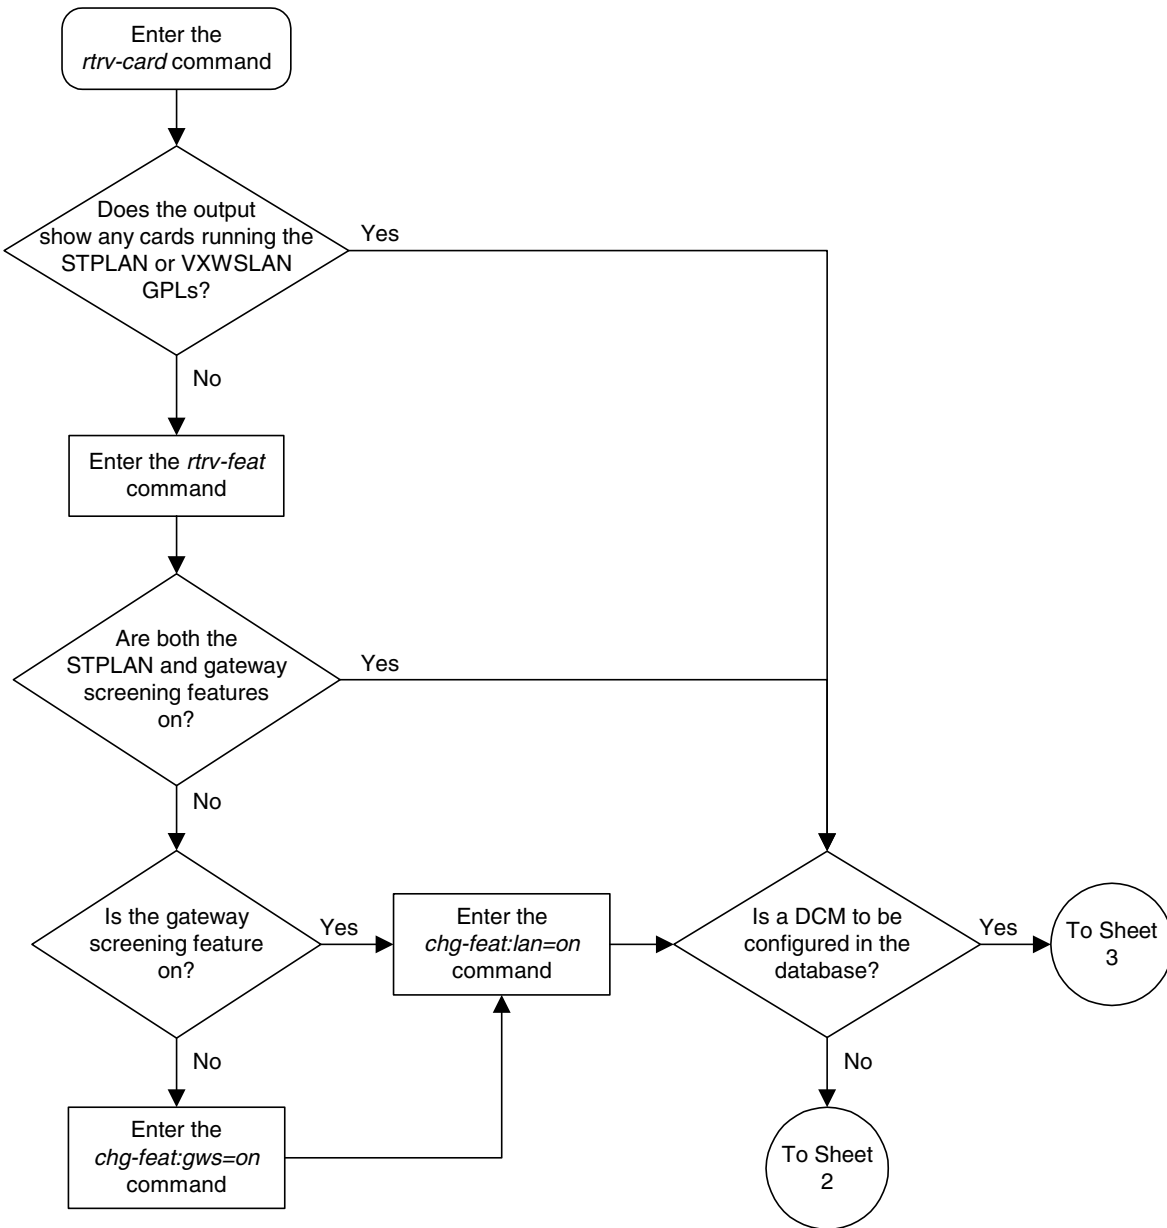 Enter the
rtrv-card command
Does the output
show any cards running the
STPLAN or VXWSLAN
GPLs?
Yes
No
Enter the rtrv-feat
command
Are both the
STPLAN and gateway
screening features
on?
Yes
No
Is the gateway
screening feature
on?
Yes
Enter the
chg-feat:lan=on
command
Is a DCM to be
configured in the
database?
Yes
To Sheet
3
No
No
Enter the
chg-feat:gws=on
command
To Sheet
2